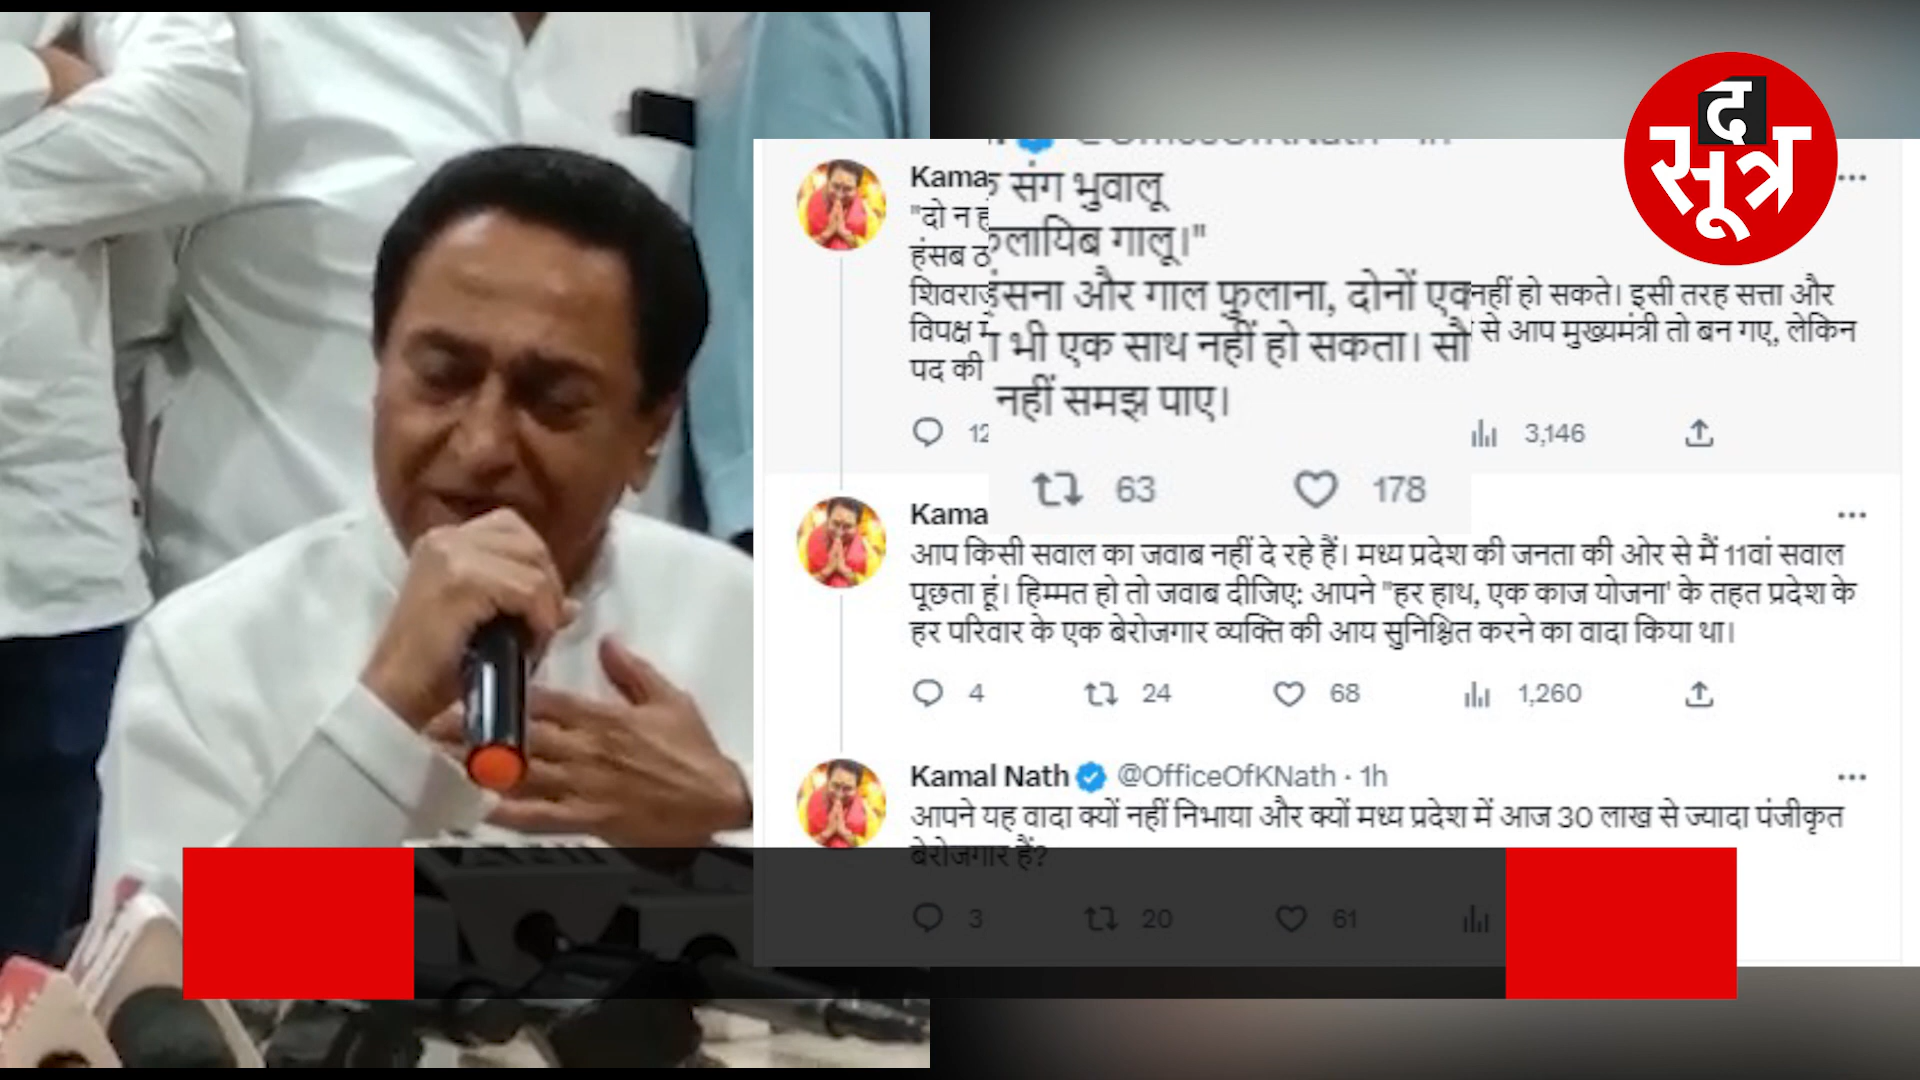 द
सूत्र
Kama
"दो न ह
हंसब ठ
शिवराज
विपक्ष में
पद की
क संग भुवालू
फुलायिब गालू।"
हंसना और गाल फुलाना, दोनों एक
नहीं हो सकते। इसी तरह सत्ता और
ा भी एक साथ नहीं हो सकता। सौ
से आप मुख्यमंत्री तो बन गए, लेकिन
नहीं समझ पाए।
12
3,146
63 178
Kama
आप किसी सवाल का जवाब नहीं दे रहे हैं। मध्य प्रदेश की जनता की ओर से मैं 11वां सवाल
पूछता हूं। हिम्मत हो तो जवाब दीजिए: आपने "हर हाथ, एक काज योजना' के तहत प्रदेश के
हर परिवार के एक बेरोजगार व्यक्ति की आय सुनिश्चित करने का वादा किया था।
4 24 68 1,260
Kamal Nath @OfficeOfKNath · 1h
आपने यह वादा क्यों नहीं निभाया और क्यों मध्य प्रदेश में आज 30 लाख से ज्यादा पंजीकृत
बेरोजगार हैं?
3 20 61